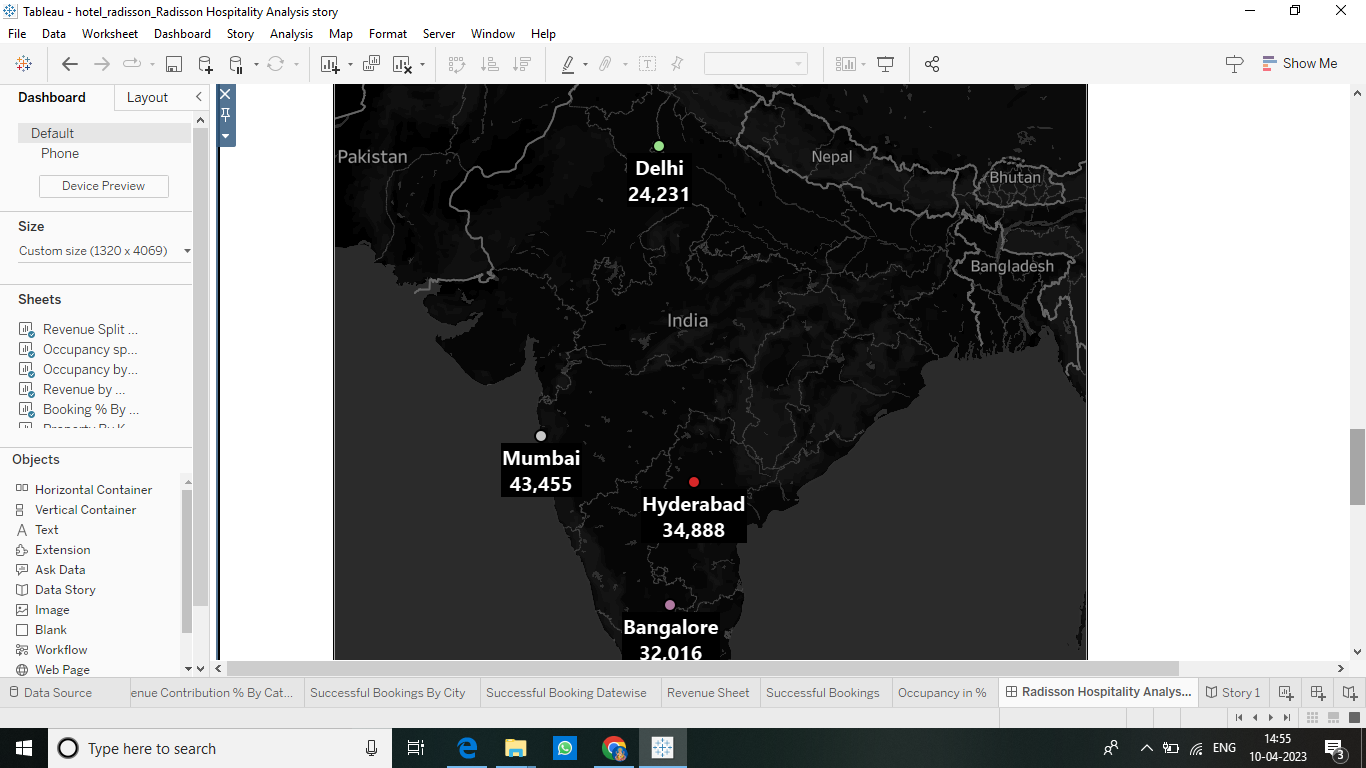 Tableau - hotel_radisson_Radisson Hospitality Analysis story
File Data Worksheet Dashboard Story Analysis Map Format Server Window Help
Show Me
Dashboard Layout
Default
Phone
Device Preview
Size
Custom size (1320 x 4069)
Sheets
Revenue Split ...
Occupancy sp...
Occupancy by...
Revenue by ...
Booking % By ...
Objects
Horizontal Container
Vertical Container
Text
Extension
Ask Data
Data Story
Image
Blank
Workflow
Web Page
Pakistan
Delhi
24,231
Nepal
Bhutan
Bangladesh
India
Mumbai
43,455
Hyderabad
34,888
Bangalore
32,016
Data Source enue Contribution % By Cat... Successful Bookings By City Successful Booking Datewise Revenue Sheet Successful Bookings Occupancy in % Radisson Hospitality Analys... Story 1
Type here to search
ENG
14:55
10-04-2023
3